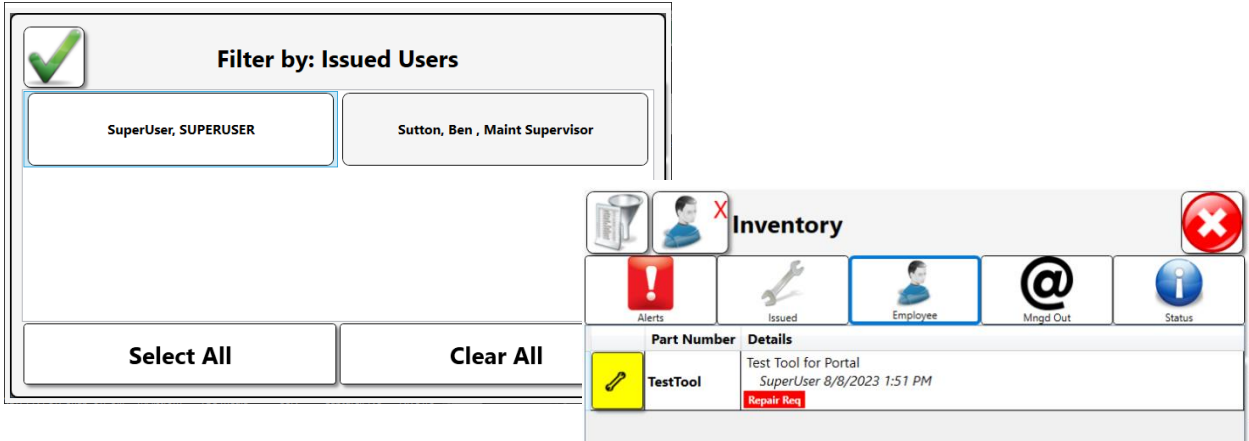 Filter by: Issued Users
SuperUser, SUPERUSER
Sutton, Ben , Maint Supervisor
Select All
Clear All
X
Inventory
Alerts
Issued
Employee
@
Mngd Out
Status
Part Number
Details
TestTool
Test Tool for Portal
SuperUser 8/8/2023 1:51 PM
Repair Req